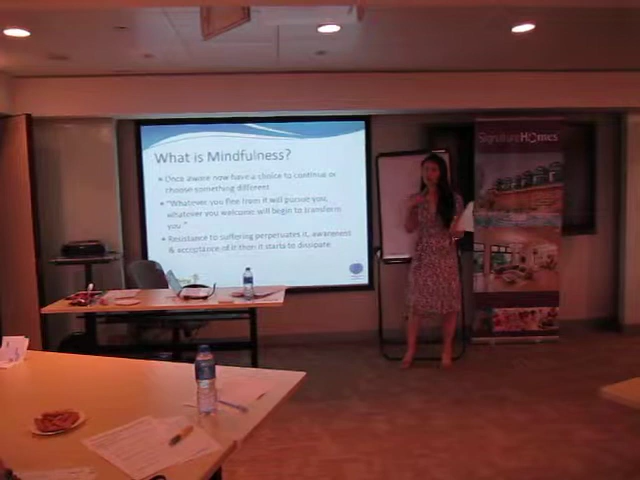 What is Mindfulness?
Once aware now have a choice to continue or
choose something different
"Whatever you flee from it will pursue you,
whatever you welcome will begin to transform
you."
Resistance to suffering perpetuates it, awareness
& acceptance of it then it starts to dissipate
SignatureHomes